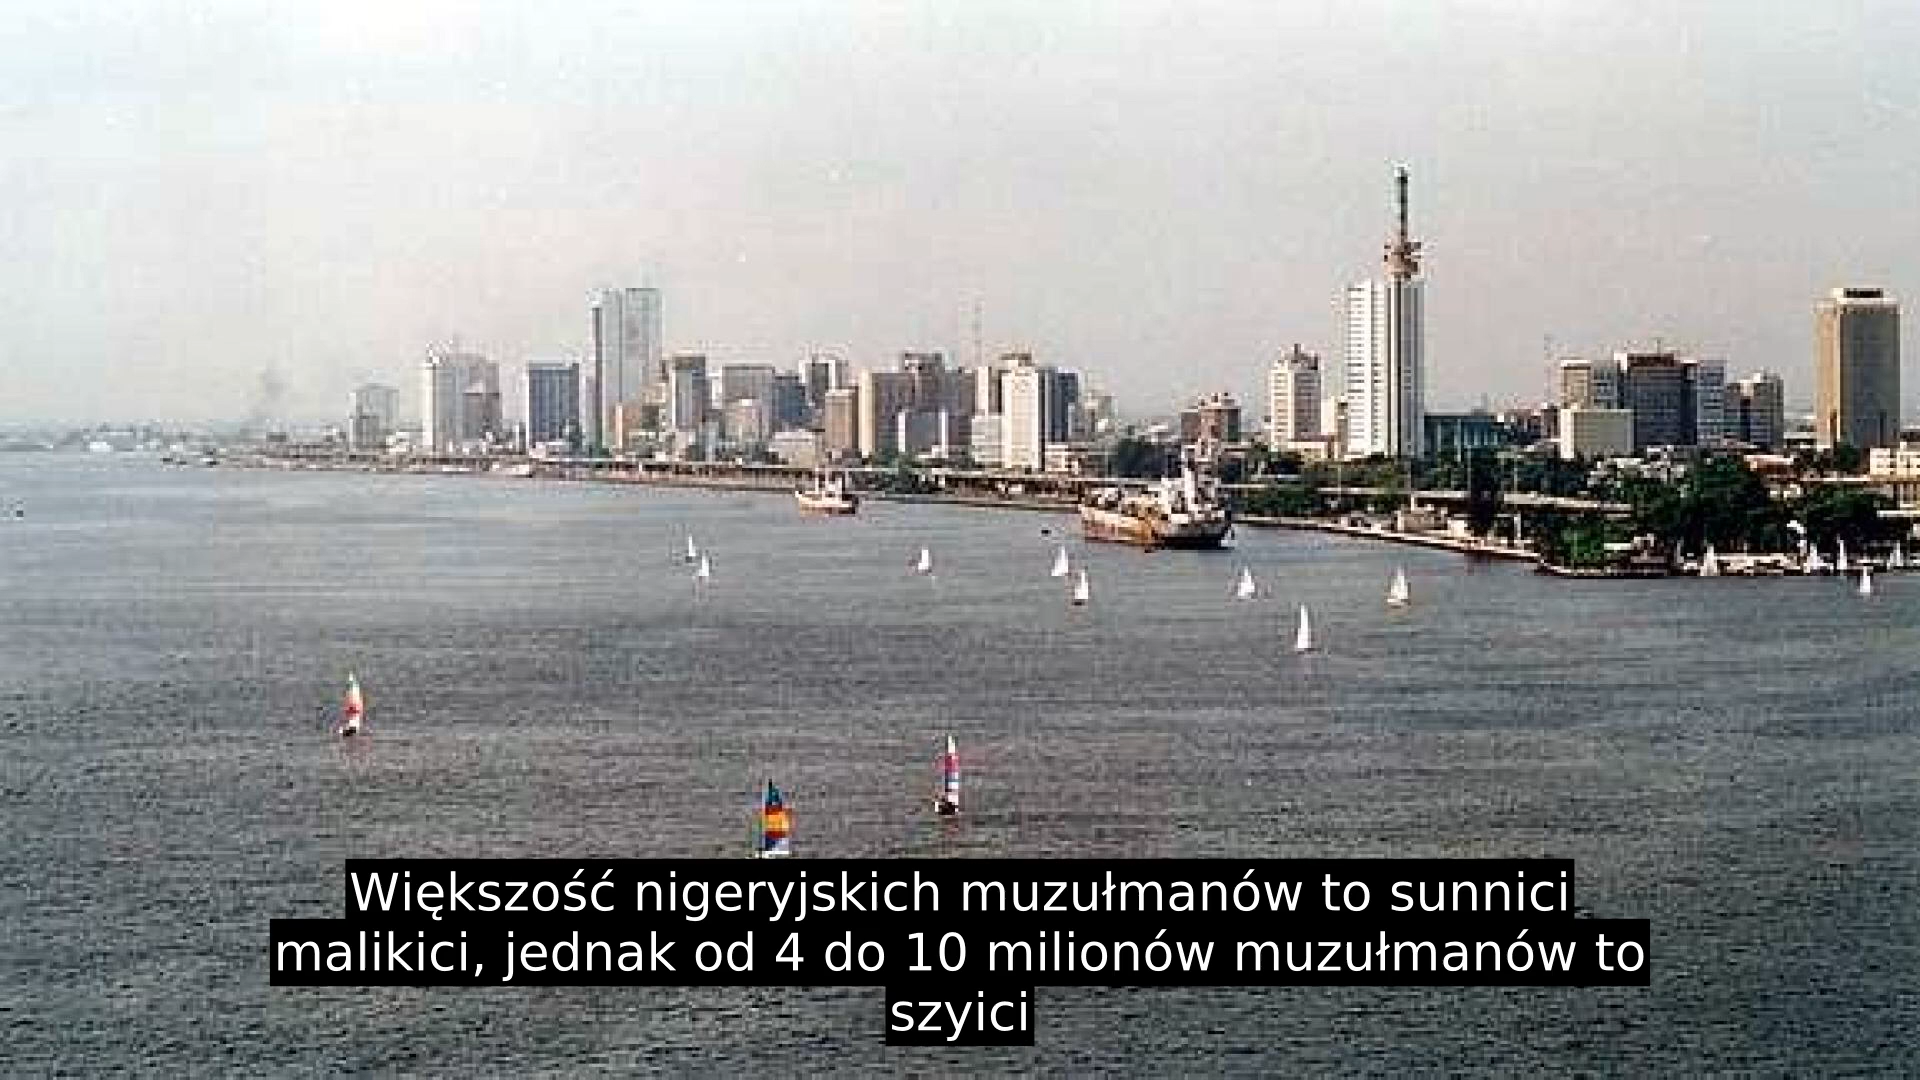 Większość nigeryjskich muzułmanów to sunnici
malikici, jednak od 4 do 10 milionów muzułmanów to
szyici